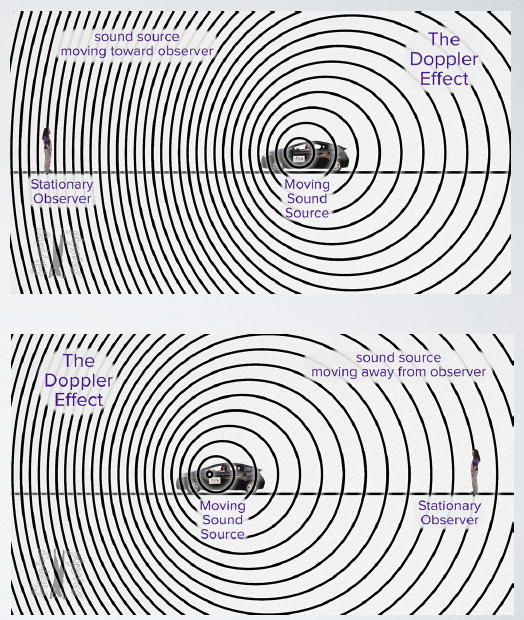 sound source
moving toward observer
The
Doppler
Effect
Stationary
Observer
Moving
Sound
Source
The
Doppler
Effect
sound source
moving away from observer
Moving
Sound
Source
Stationary
Observer